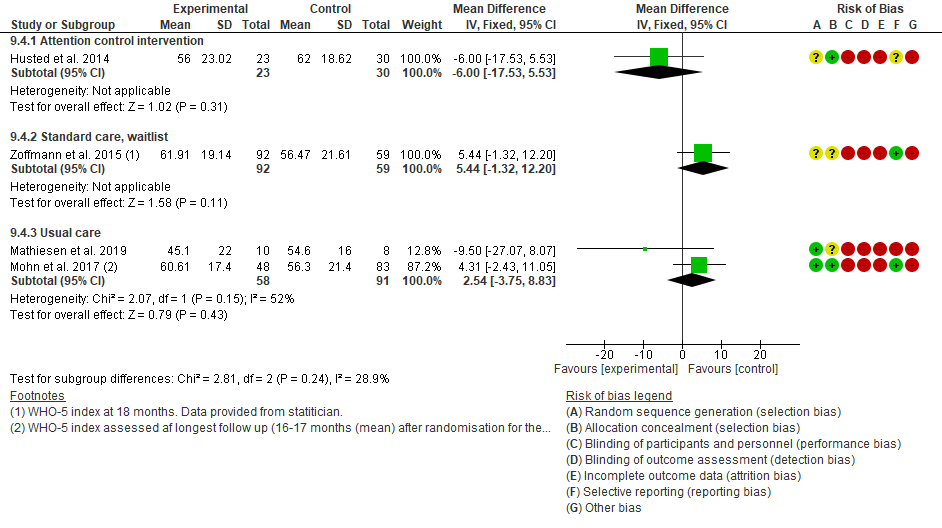 Experimental Control Mean Difference Mean Difference Risk of Bias
Study or Subgroup Mean SD Total Mean SD Total Weight IV, Fixed, 95% CI IV, Fixed, 95% CI A B C D E F G
9.4.1 Attention control intervention
Husted et al. 2014 56 23.02 23 62 18.62 30 100.0% -6.00 [-17.53, 5.53] ? + − − − ? −
Subtotal (95% CI) 23 30 100.0% -6.00 [-17.53, 5.53]
Heterogeneity: Not applicable
Test for overall effect: Z = 1.02 (P = 0.31)
9.4.2 Standard care, waitlist
Zoffmann et al. 2015 (1) 61.91 19.14 92 56.47 21.61 59 100.0% 5.44 [-1.32, 12.20] ? ? − − − + −
Subtotal (95% CI) 92 59 100.0% 5.44 [-1.32, 12.20]
Heterogeneity: Not applicable
Test for overall effect: Z = 1.58 (P = 0.11)
9.4.3 Usual care
Mathiesen et al. 2019 45.1 22 10 54.6 16 8 12.8% -9.50 [-27.07, 8.07] + ? − − − − −
Mohn et al. 2017 (2) 60.61 17.4 48 56.3 21.4 83 87.2% 4.31 [-2.43, 11.05] + + − − − + −
Subtotal (95% CI) 58 91 100.0% 2.54 [-3.75, 8.83]
Heterogeneity: Chi² = 2.07, df = 1 (P = 0.15); I² = 52%
Test for overall effect: Z = 0.79 (P = 0.43)
-20 -10 0 10 20
Favours [experimental] Favours [control]
Test for subgroup differences: Chi² = 2.81, df = 2 (P = 0.24), I² = 28.9%
Footnotes
(1) WHO-5 index at 18 months. Data provided from statitician.
(2) WHO-5 index assessed af longest follow up (16-17 months (mean) after randomisation for the...
Risk of bias legend
(A) Random sequence generation (selection bias)
(B) Allocation concealment (selection bias)
(C) Blinding of participants and personnel (performance bias)
(D) Blinding of outcome assessment (detection bias)
(E) Incomplete outcome data (attrition bias)
(F) Selective reporting (reporting bias)
(G) Other bias